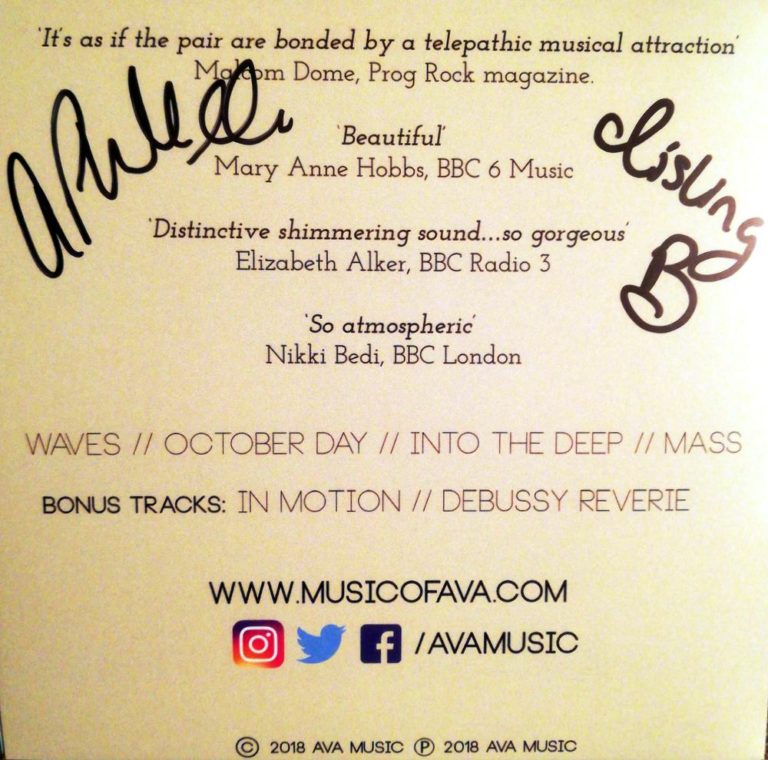 'It's as if the pair are bonded by a telepathic musical attraction'
Malcom Dome, Prog Rock magazine.
'Beautiful'
Mary Anne Hobbs, BBC 6 Music
'Distinctive shimmering sound...so gorgeous'
Elizabeth Alker, BBC Radio 3
'So atmospheric'
Nikki Bedi, BBC London
WAVES // OCTOBER DAY // INTO THE DEEP // MASS
BONUS TRACKS: IN MOTION // DEBUSSY REVERIE
WWW.MUSICOFAVA.COM
/AVAMUSIC
© 2018 AVA MUSIC ℗ 2018 AVA MUSIC